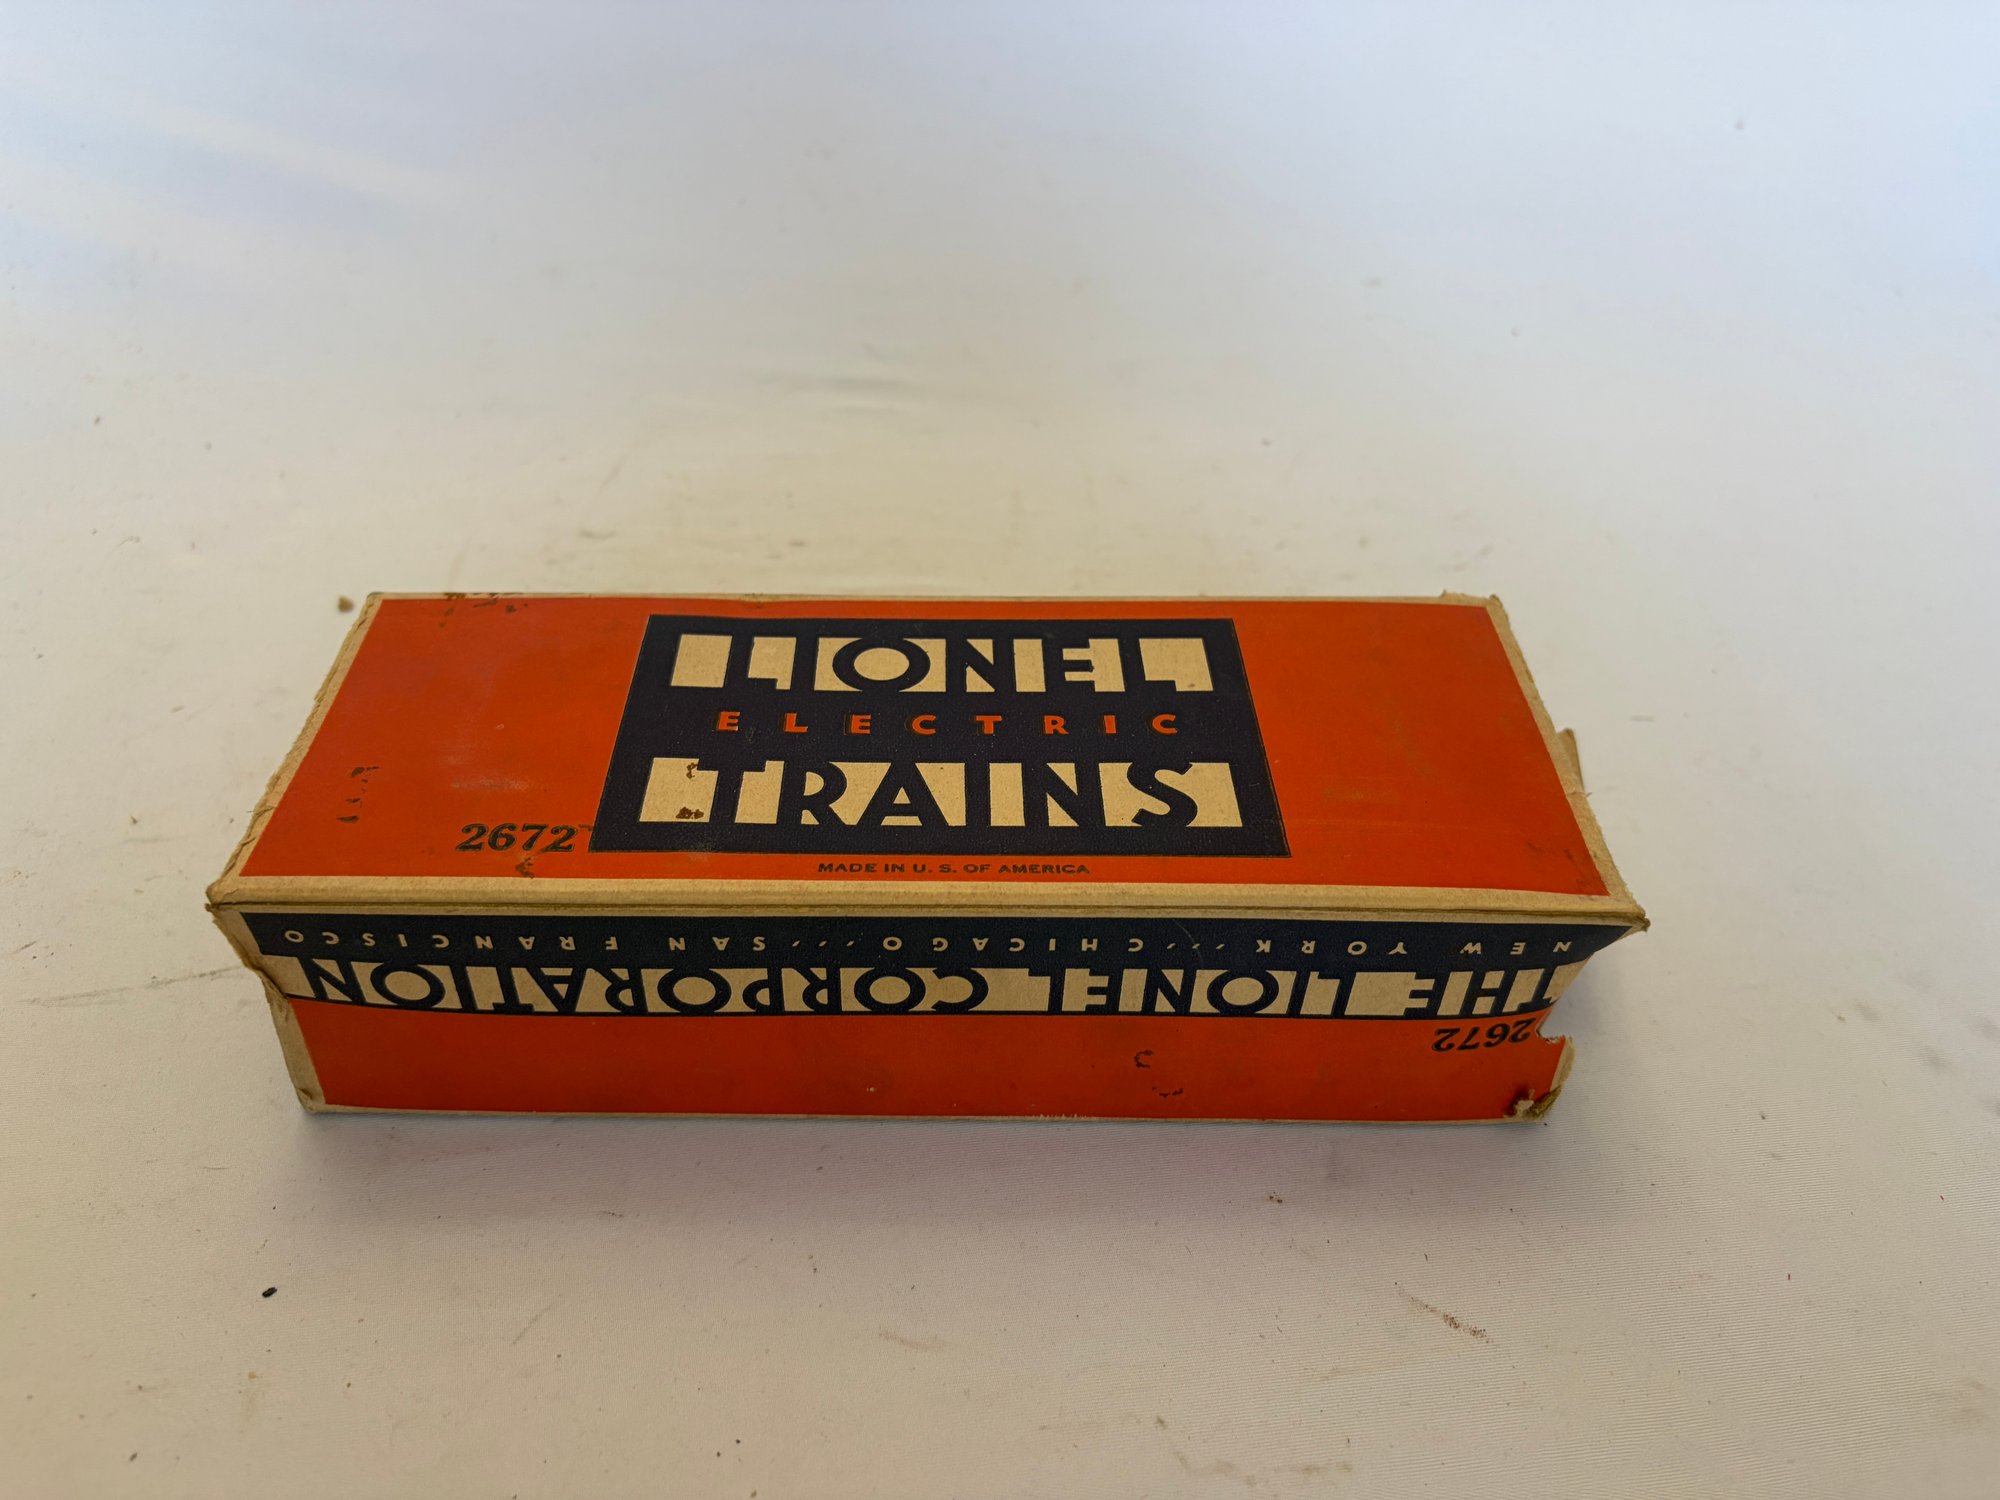 LIONEL
ELECTRIC
TRAINS
2672
MADE IN U. S. OF AMERICA
2672
THE LIONEL CORPORATION
NEW YORK,,,CHICAGO,,,SAN FRANCISCO